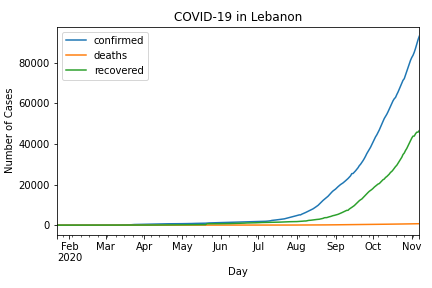 COVID-19 in Lebanon
confirmed
deaths
recovered
80000
60000
40000
20000
0
Number of Cases
Feb Mar Apr May Jun Jul Aug Sep Oct Nov
2020
Day